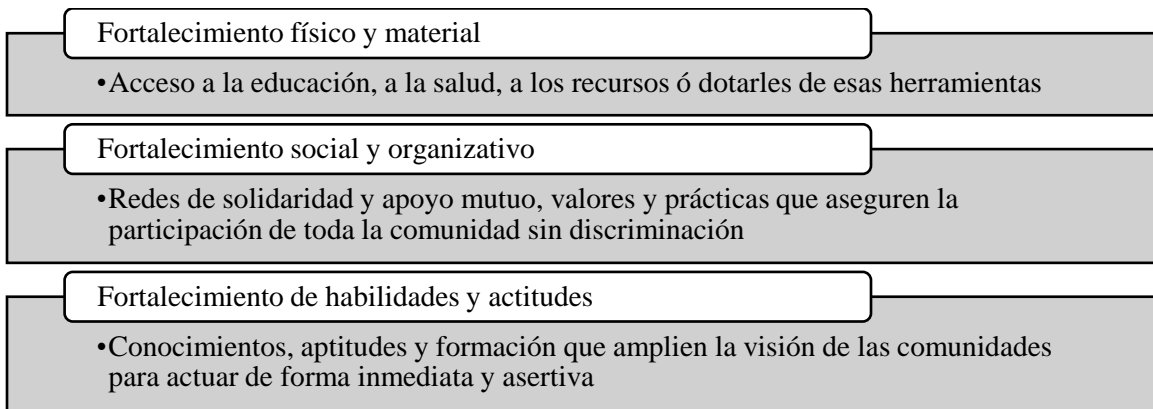 Fortalecimiento físico y material
•Acceso a la educación, a la salud, a los recursos ó dotarles de esas herramientas
Fortalecimiento social y organizativo
•Redes de solidaridad y apoyo mutuo, valores y prácticas que aseguren la
participación de toda la comunidad sin discriminación
Fortalecimiento de habilidades y actitudes
•Conocimientos, aptitudes y formación que amplien la visión de las comunidades
para actuar de forma inmediata y asertiva